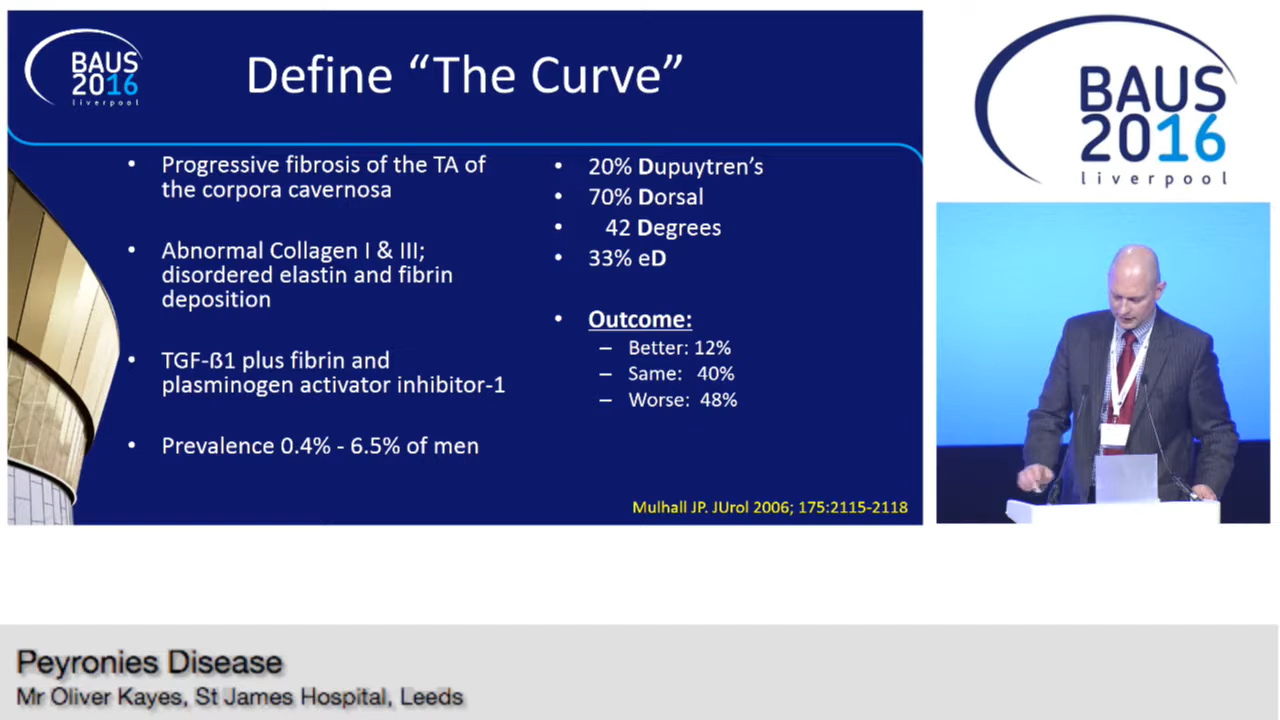 BAUS
2016
liverpool
Define “The Curve”
• Progressive fibrosis of the TA of
the corpora cavernosa
• Abnormal Collagen I & III;
disordered elastin and fibrin
deposition
• TGF-ß1 plus fibrin and
plasminogen activator inhibitor-1
• Prevalence 0.4% - 6.5% of men
• 20% Dupuytren’s
• 70% Dorsal
• 42 Degrees
• 33% eD
• Outcome:
– Better: 12%
– Same: 40%
– Worse: 48%
Mulhall JP. JUrol 2006; 175:2115-2118
BAUS
2016
liverpool
Peyronies Disease
Mr Oliver Kayes, St James Hospital, Leeds